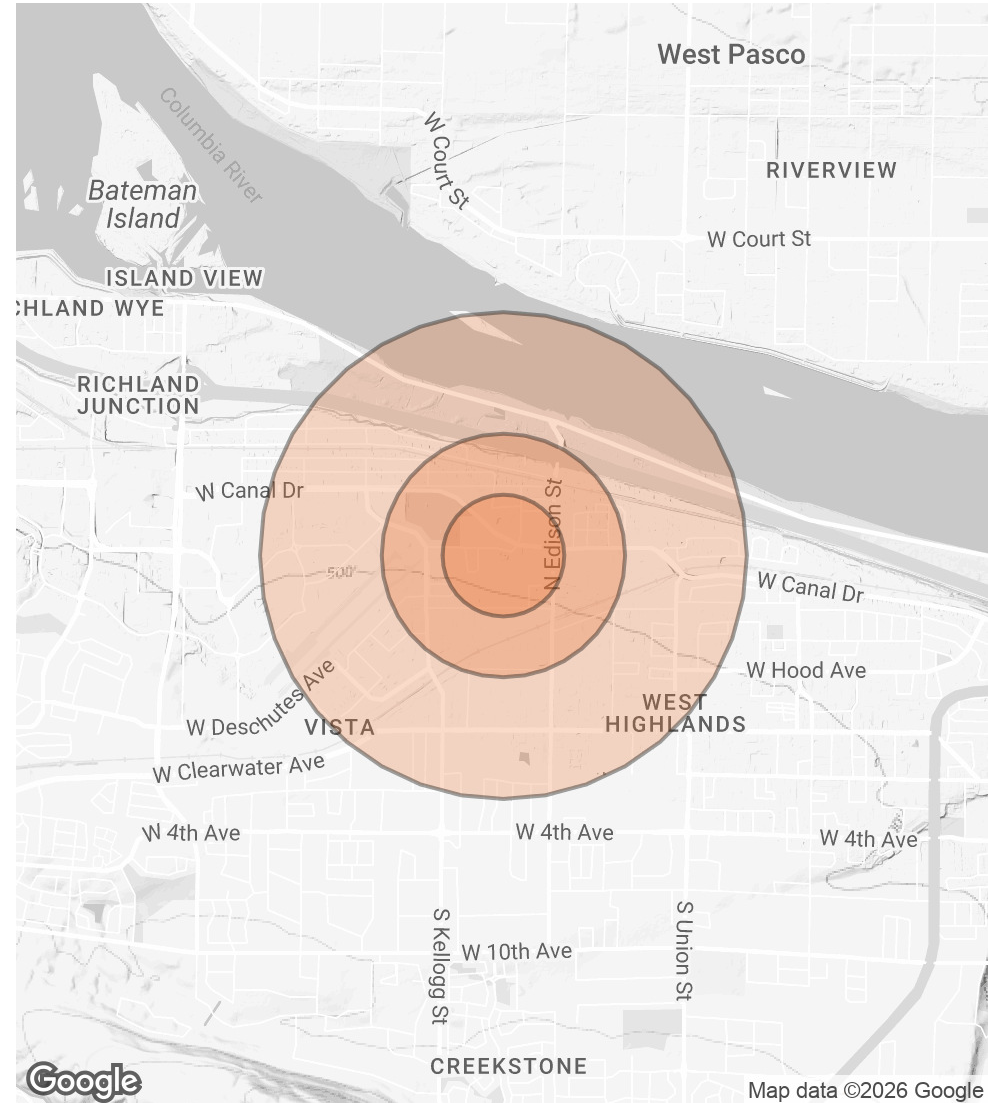 West Pasco
W Court St
Columbia River
RIVERVIEW
Bateman
Island
W Court St
ISLAND VIEW
CHLAND WYE
RICHLAND
JUNCTION
W Canal Dr
N Edison St
500'
W Canal Dr
W Hood Ave
W Deschutes Ave
VISTA
WEST
HIGHLANDS
W Clearwater Ave
W 4th Ave
W 4th Ave
W 4th Ave
S Kellogg St
W 10th Ave
S Union St
CREEKSTONE
Google
Map data ©2026 Google